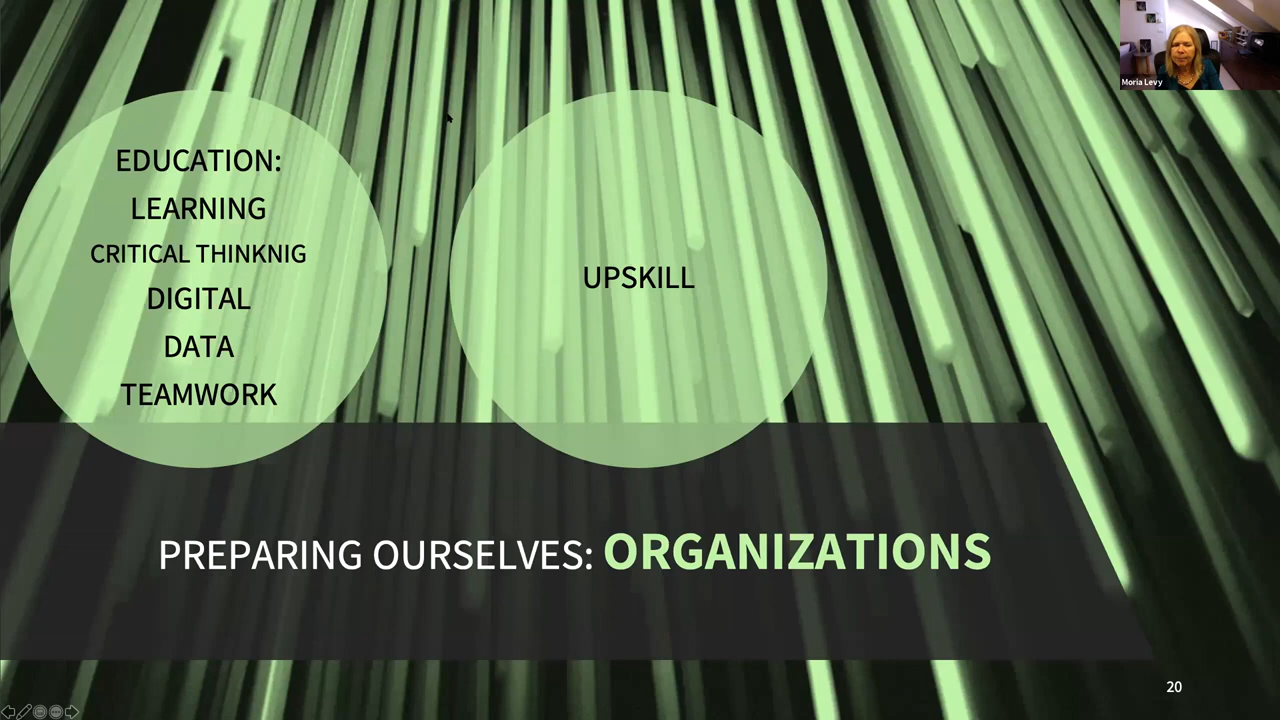 Moria Levy
EDUCATION:
LEARNING
CRITICAL THINKNIG
DIGITAL
DATA
TEAMWORK
UPSKILL
PREPARING OURSELVES: ORGANIZATIONS
20